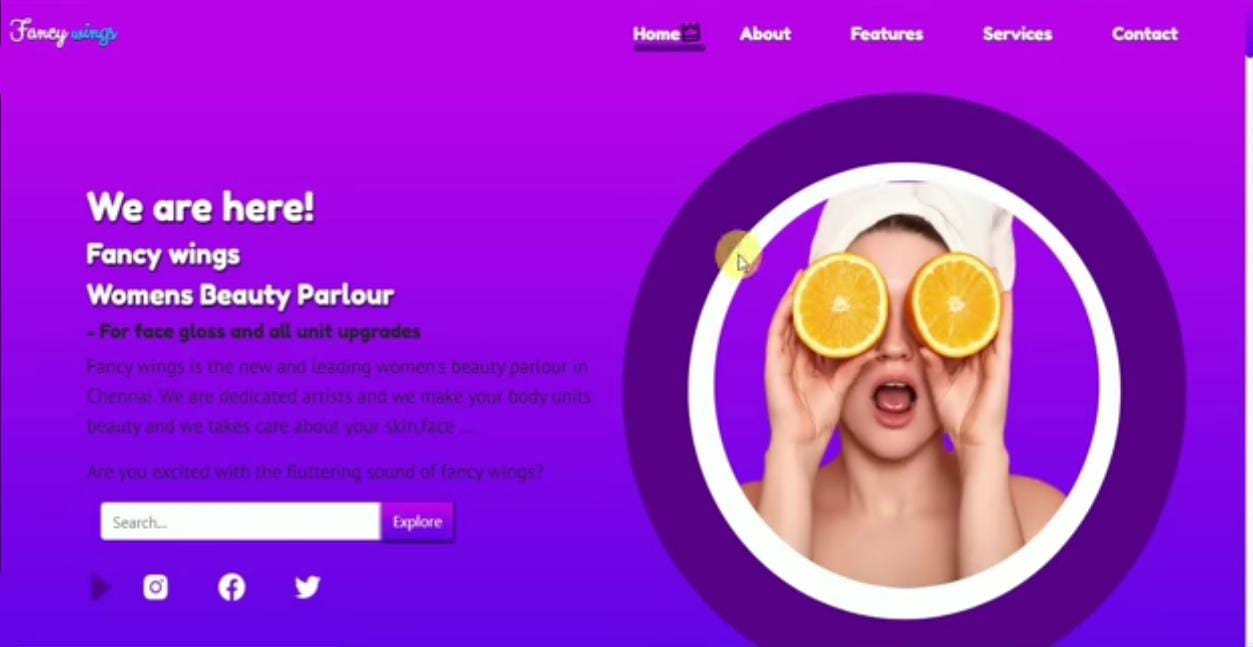 Fancy wings
Home About Features Services Contact
We are here!
Fancy wings
Womens Beauty Parlour
- For face gloss and all unit upgrades
Fancy wings is the new and leading women's beauty parlour in
Chennai. We are dedicated artists and we make your body units
beauty and we takes care about your skin,face ....
Are you excited with the fluttering sound of fancy wings?
Search...
Explore